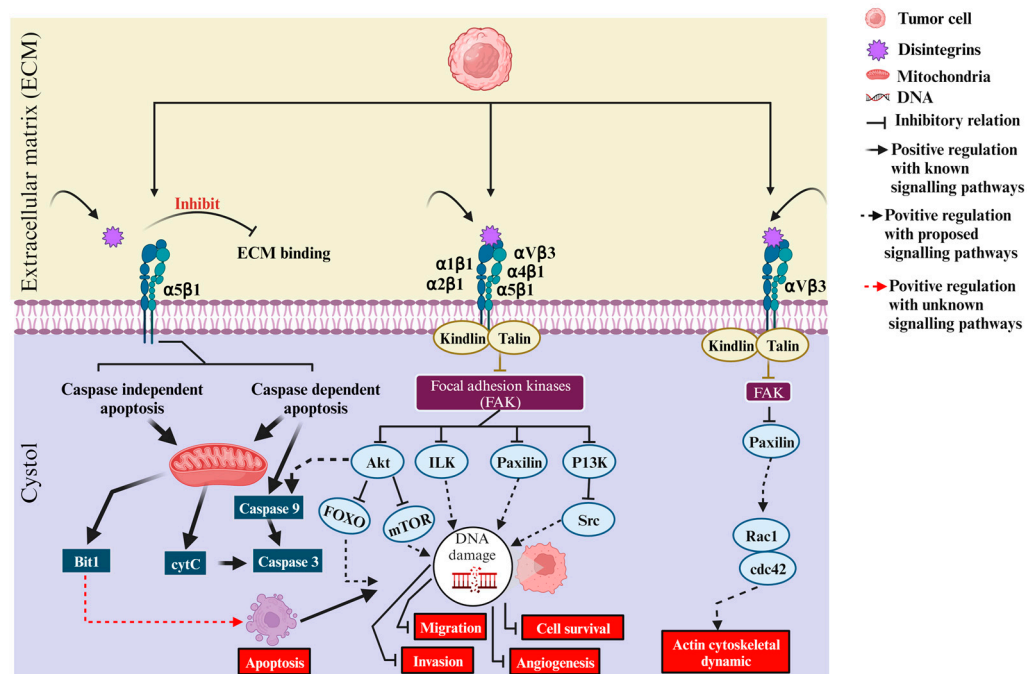 Extracellular matrix (ECM)
Inhibit
ECM binding
α5β1
α1β1
α2β1
αVβ3
α4β1
α5β1
αVβ3
Kindlin
Talin
Kindlin
Talin
Cystol
Caspase independent
apoptosis
Caspase dependent
apoptosis
Focal adhesion kinases
(FAK)
FAK
Akt
ILK
Paxilin
P13K
Paxilin
Caspase 9
FOXO
mTOR
Src
DNA
damage
Rac1
cdc42
Bit1
cytC
Caspase 3
Apoptosis
Migration
Invasion
Cell survival
Angiogenesis
Actin cytoskeletal
dynamic
Tumor cell
Disintegrins
Mitochondria
DNA
Inhibitory relation
Positive regulation
with known
signalling pathways
Povitive regulation
with proposed
signalling pathways
Povitive regulation
with unknown
signalling pathways